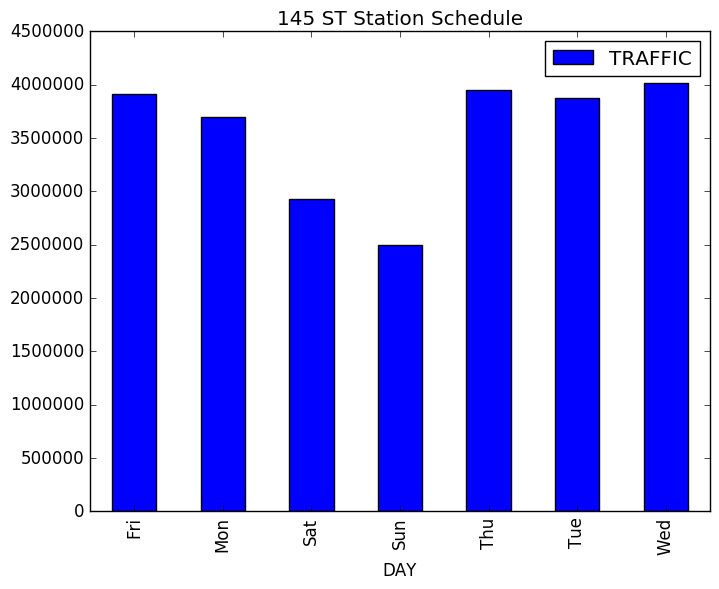 145 ST Station Schedule
TRAFFIC
4500000
4000000
3500000
3000000
2500000
2000000
1500000
1000000
500000
0
Fri
Mon
Sat
Sun
Thu
Tue
Wed
DAY